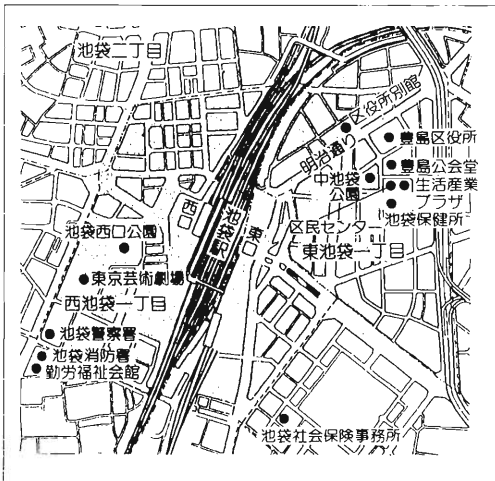 池袋二丁目
区役所別館
明治通り
豊島区役所
豊島公会堂
中池袋
公園
生活産業
プラザ
池袋保健所
西口
池袋駅
東口
区民センター
東池袋一丁目
池袋西口公園
東京芸術劇場
西池袋一丁目
池袋警察署
池袋消防署
勤労福祉会館
池袋社会保険事務所